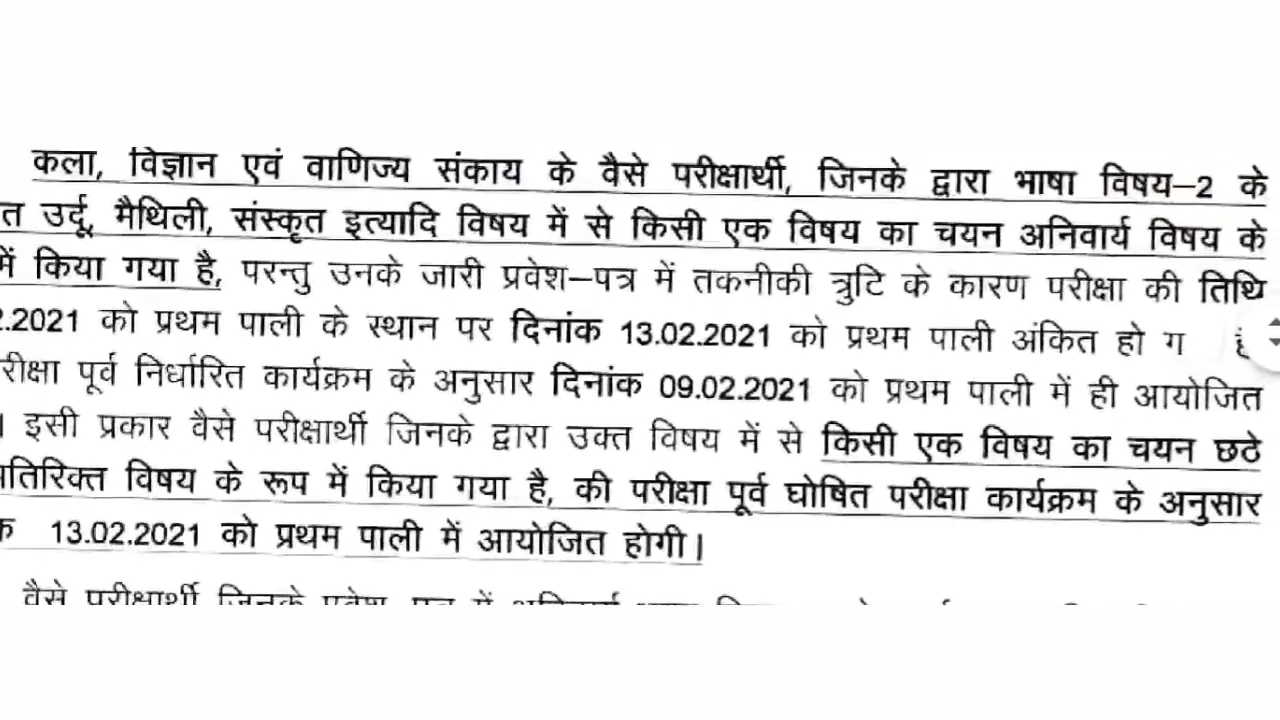 कला, विज्ञान एवं वाणिज्य संकाय के वैसे परीक्षार्थी, जिनके द्वारा भाषा विषय–2 के
उर्दू, मैथिली, संस्कृत इत्यादि विषय में से किसी एक विषय का चयन अनिवार्य विषय के
में किया गया है, परन्तु उनके जारी प्रवेश–पत्र में तकनीकी त्रुटि के कारण परीक्षा की तिथि
.2021 को प्रथम पाली के स्थान पर दिनांक 13.02.2021 को प्रथम पाली अंकित हो
पूर्व निर्धारित कार्यक्रम के अनुसार दिनांक 09.02.2021 को प्रथम पाली में ही आयोजित
। इसी प्रकार वैसे परीक्षार्थी जिनके द्वारा उक्त विषय में से किसी एक विषय का चयन छठे
विषय के रूप में किया गया है, की परीक्षा पूर्व घोषित परीक्षा कार्यक्रम के अनुसार
13.02.2021 को प्रथम पाली में आयोजित होगी।
वैसे परीक्षार्थी जिनके